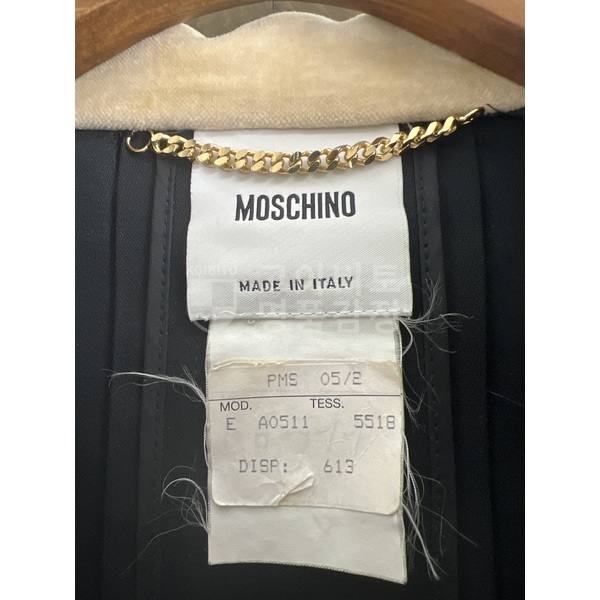 MOSCHINO
MADE IN ITALY
PMS 05/2
MOD. TESS.
E A0511 5518
DISP: 613